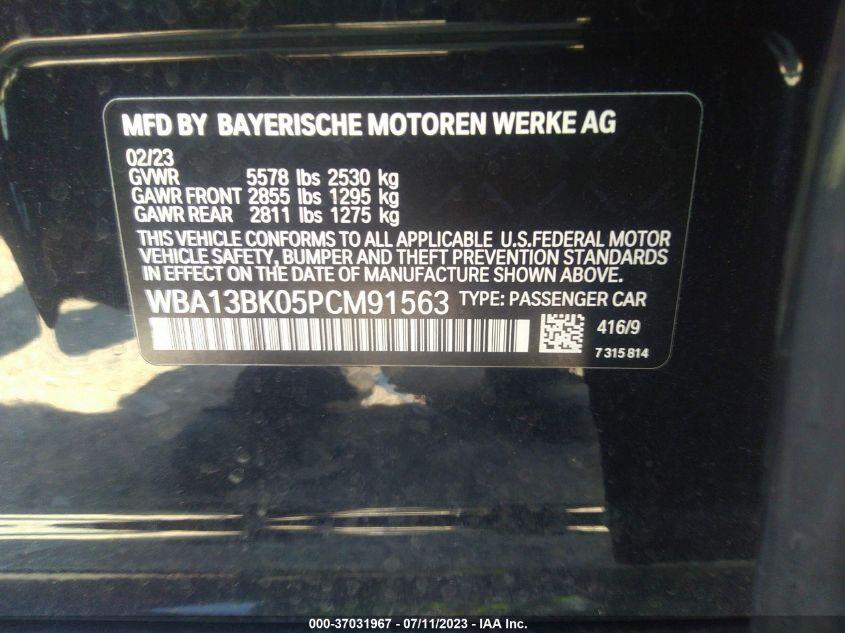 MFD BY BAYERISCHE MOTOREN WERKE AG
02/23
GVWR 5578 lbs 2530 kg
GAWR FRONT 2855 lbs 1295 kg
GAWR REAR 2811 lbs 1275 kg
THIS VEHICLE CONFORMS TO ALL APPLICABLE U.S.FEDERAL MOTOR
VEHICLE SAFETY, BUMPER AND THEFT PREVENTION STANDARDS
IN EFFECT ON THE DATE OF MANUFACTURE SHOWN ABOVE.
WBA13BK05PCM91563 TYPE: PASSENGER CAR
416/9
7 315 814
000-37031967 / 07/11/2023 - IAA Inc.